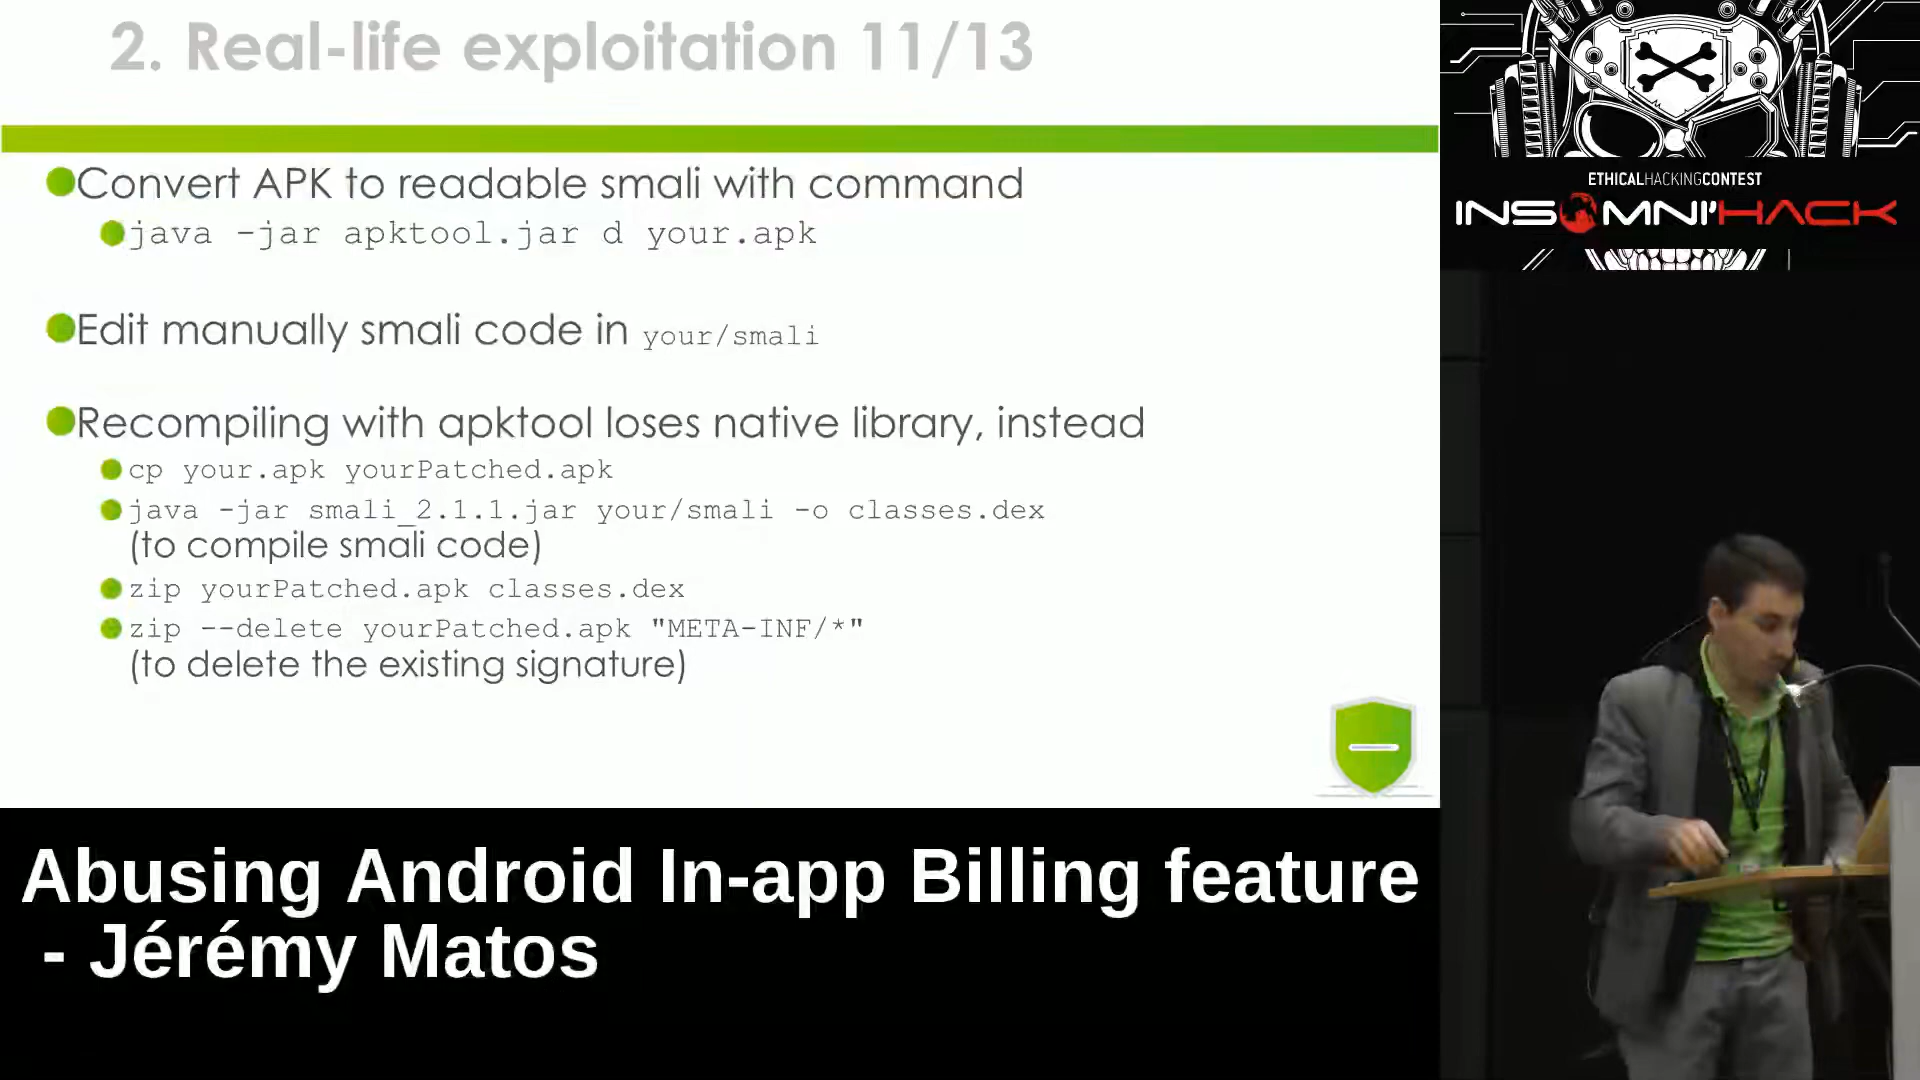 2. Real-life exploitation 11/13
Convert APK to readable smali with command
java -jar apktool.jar d your.apk
Edit manually smali code in your/smali
Recompiling with apktool loses native library, instead
cp your.apk yourPatched.apk
java -jar smali_2.1.1.jar your/smali -o classes.dex
(to compile smali code)
zip yourPatched.apk classes.dex
zip --delete yourPatched.apk "META-INF/*"
(to delete the existing signature)
ETHICALHACKINGCONTEST
INSOMNI'HACK
Abusing Android In-app Billing feature
- Jérémy Matos